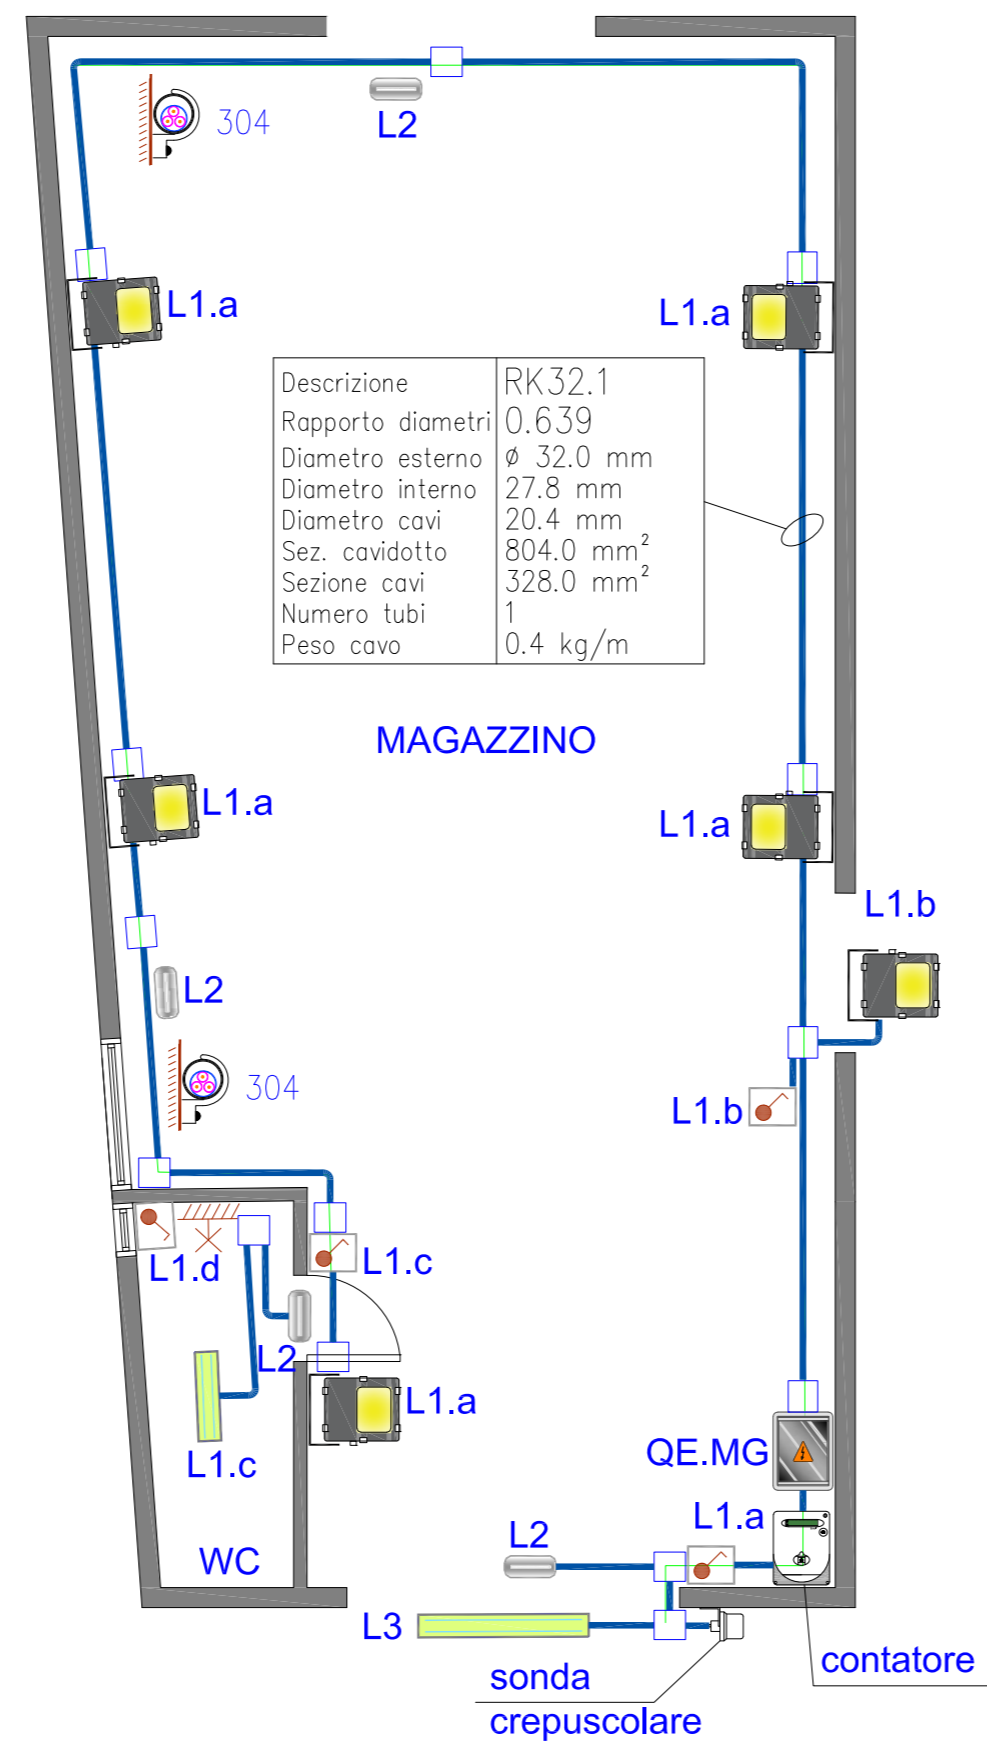 L2
304
L1.a
L1.a
Descrizione RK32.1
Rapporto diametri 0.639
Diametro esterno ø 32.0 mm
Diametro interno 27.8 mm
Diametro cavi 20.4 mm
Sez. cavidotto 804.0 mm²
Sezione cavi 328.0 mm²
Numero tubi 1
Peso cavo 0.4 kg/m
MAGAZZINO
L1.a
L1.a
L1.b
L2
304
L1.b
L1.d
L1.c
L2
L1.a
L1.c
QE.MG
L1.a
L2
WC
L3
contatore
sonda
crepuscolare